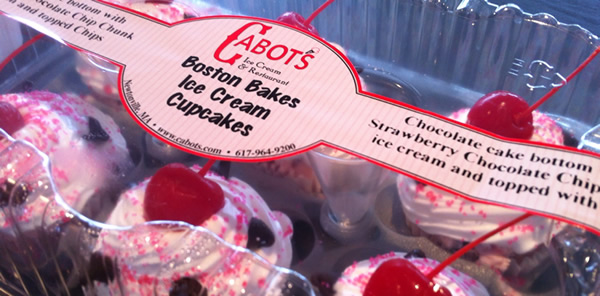 bottom with
Chocolate Chip Chunk
and topped Chips
CABOT'S
Ice Cream
& Restaurant
Boston Bakes
Ice Cream
Cupcakes
Newtonville, MA • www.cabots.com • 617-964-9200
Chocolate cake bottom
Strawberry Chocolate Chip
ice cream and topped with